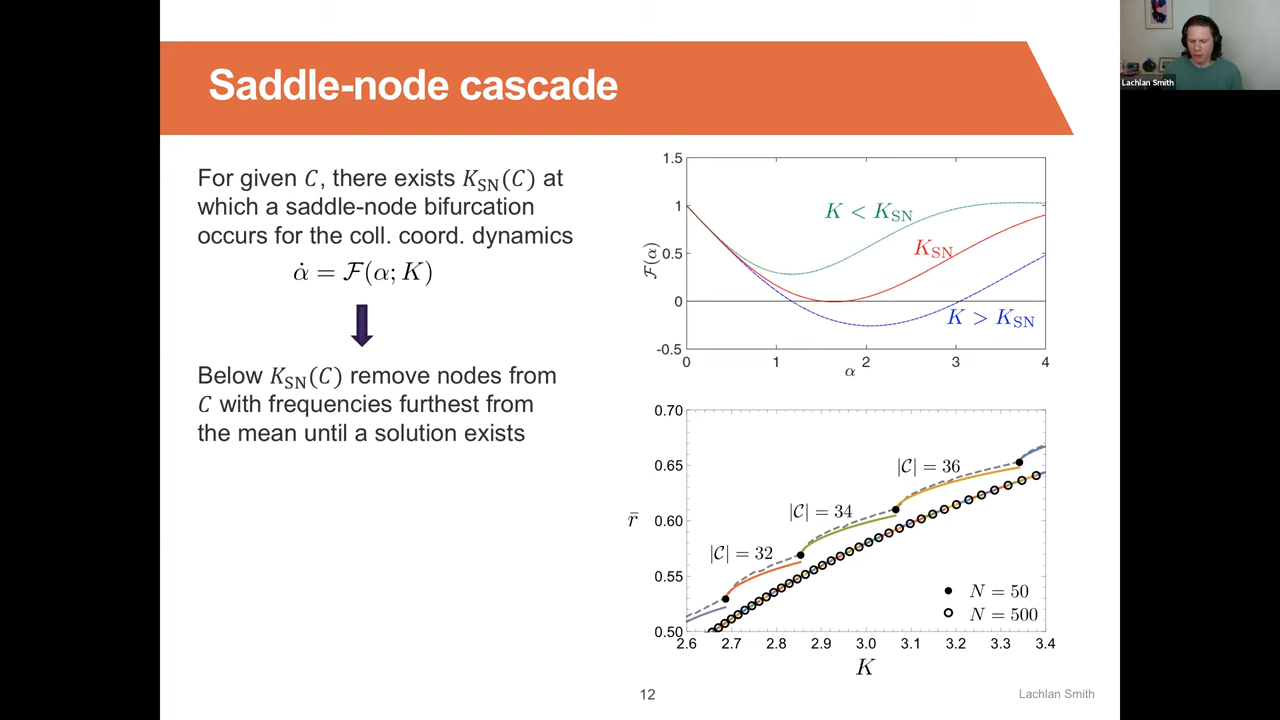 Saddle-node cascade
For given C, there exists K_SN(C) at
which a saddle-node bifurcation
occurs for the coll. coord. dynamics
α̇ = F(α; K)
Below K_SN(C) remove nodes from
C with frequencies furthest from
the mean until a solution exists
1.5
1
0.5
0
-0.5
F(α)
K < K_SN
K_SN
K > K_SN
0 1 2 3 4
α
0.70
0.65
0.60
0.55
0.50
r̄
|C| = 36
|C| = 34
|C| = 32
N = 50
N = 500
2.6 2.7 2.8 2.9 3.0 3.1 3.2 3.3 3.4
K
12
Lachlan Smith
Lachlan Smith